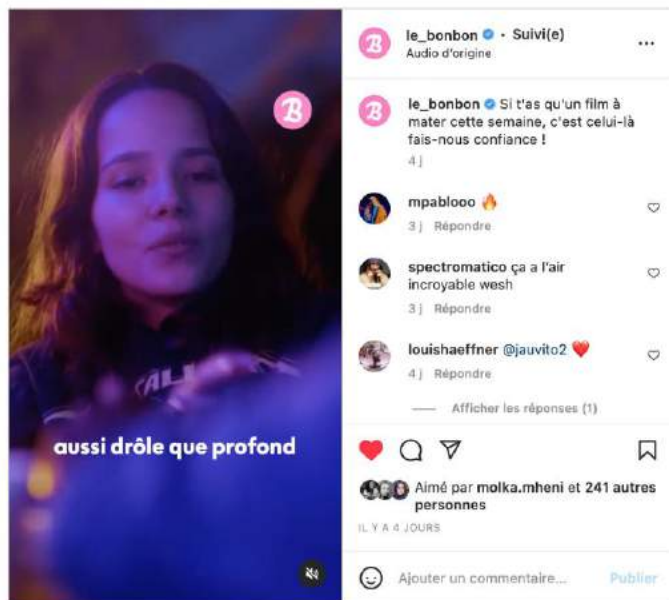 B
aussi drôle que profond
B
le_bonbon • Suivi(e)
Audio d'origine
B
le_bonbon Si t'as qu'un film à
mater cette semaine, c'est celui-là
fais-nous confiance !
4 j
mpablooo 🔥
3 j Répondre
spectromatico ça a l'air
incroyable wesh
3 j Répondre
louishaeffner @jauvito2 ❤️
4 j Répondre
Afficher les réponses (1)
Aimé par molka.mheni et 241 autres
personnes
IL Y A 4 JOURS
Ajouter un commentaire... Publier